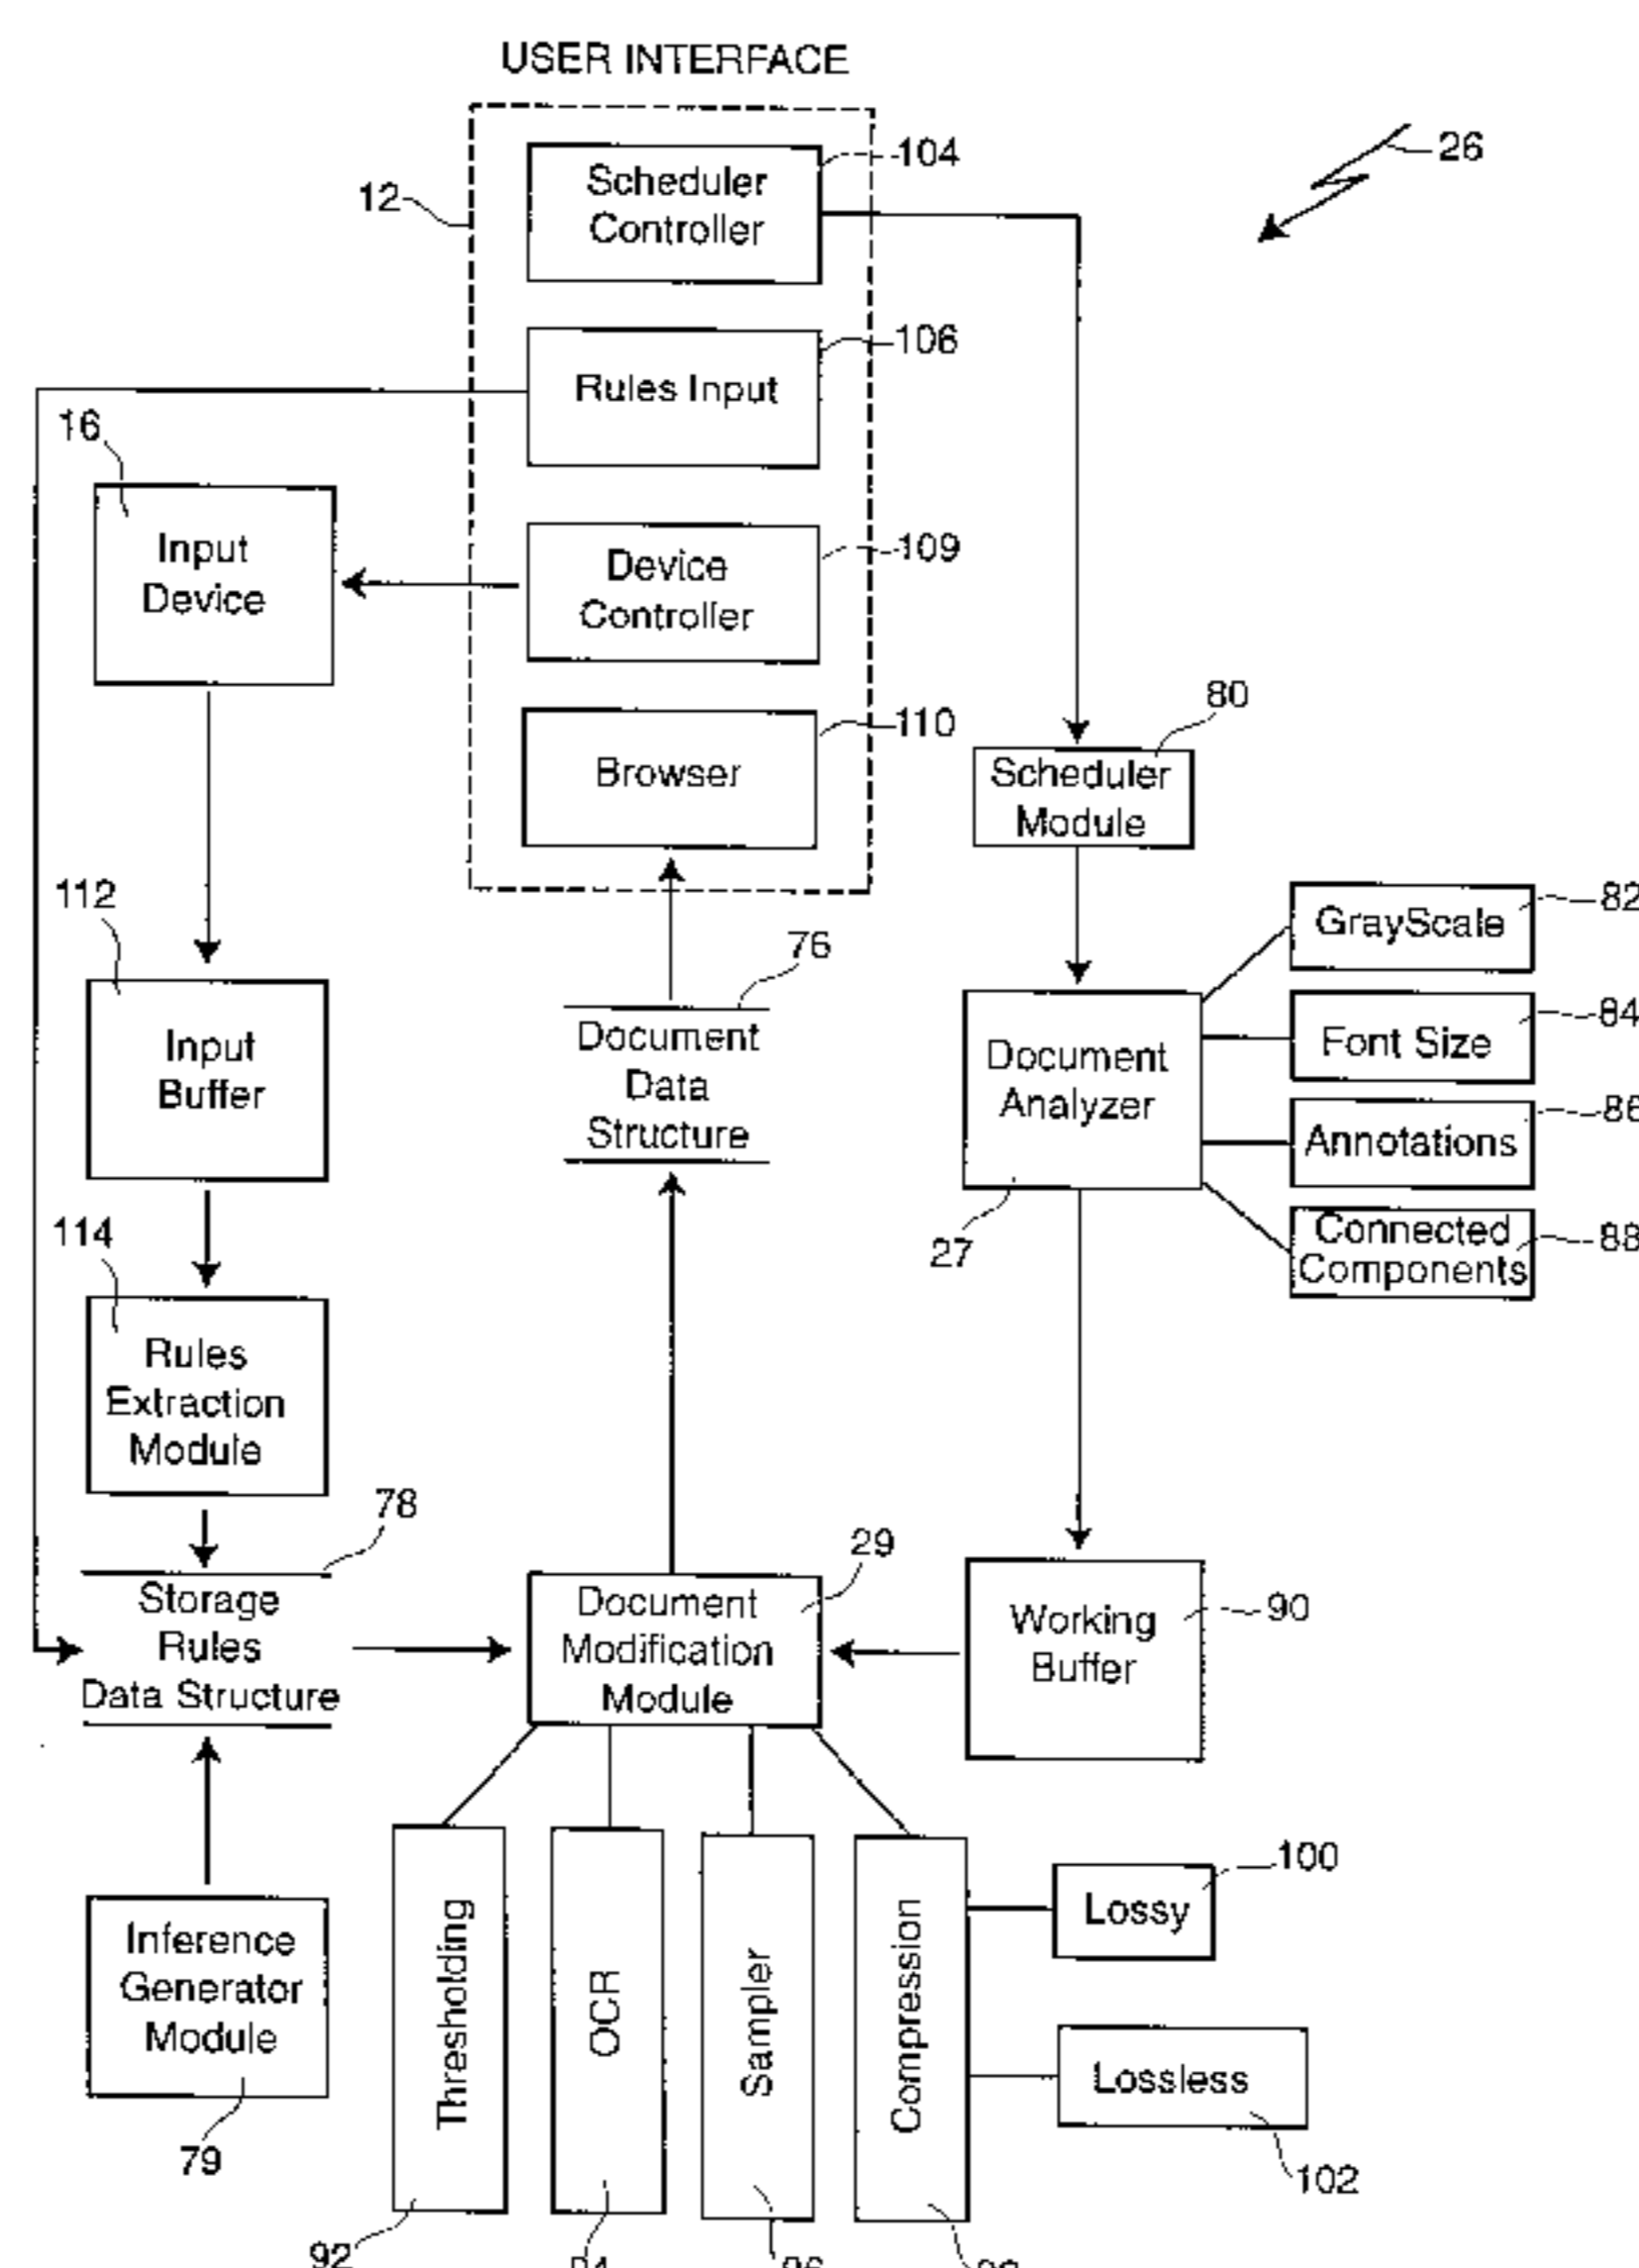 USER INTERFACE
Scheduler
Controller
104
26
12
Rules Input
106
16
Input
Device
Device
Controller
109
Browser
110
80
Scheduler
Module
112
Input
Buffer
76
Document
Data
Structure
Document
Analyzer
27
GrayScale
82
Font Size
84
Annotations
86
Connected
Components
88
114
Rules
Extraction
Module
78
Storage
Rules
Data Structure
29
Document
Modification
Module
Working
Buffer
90
Inference
Generator
Module
79
Thresholding
92
OCR
Sampler
Compression
Lossy
100
Lossless
102